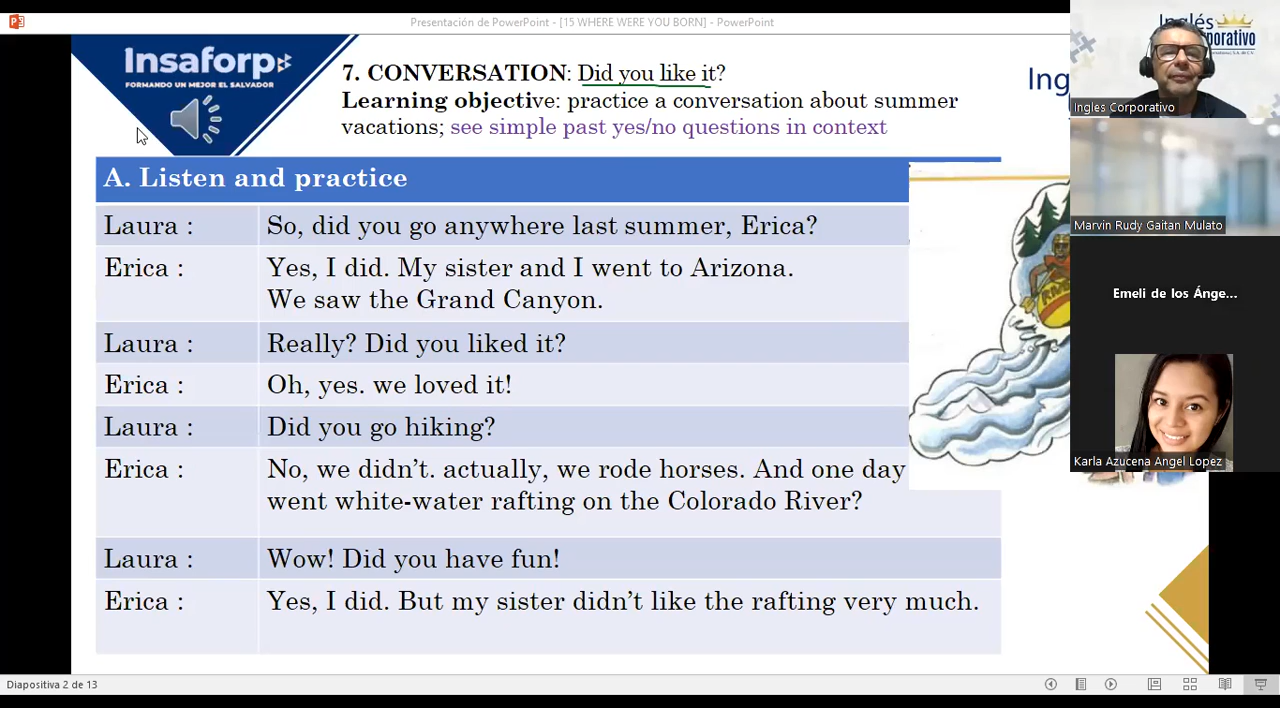 Presentación de PowerPoint - [15 WHERE WERE YOU BORN] - PowerPoint
Insaforp
FORMANDO UN MEJOR EL SALVADOR
7. CONVERSATION: Did you like it?
Learning objective: practice a conversation about summer
vacations; see simple past yes/no questions in context
Ing
Inglés
Corporativo
Ingles Corporativo
Marvin Rudy Gaitan Mulato
Emeli de los Ánge...
Karla Azucena Angel Lopez
A. Listen and practice
Laura : So, did you go anywhere last summer, Erica?
Erica : Yes, I did. My sister and I went to Arizona.
We saw the Grand Canyon.
Laura : Really? Did you liked it?
Erica : Oh, yes. we loved it!
Laura : Did you go hiking?
Erica : No, we didn’t. actually, we rode horses. And one day
went white-water rafting on the Colorado River?
Laura : Wow! Did you have fun!
Erica : Yes, I did. But my sister didn’t like the rafting very much.
Diapositiva 2 de 13